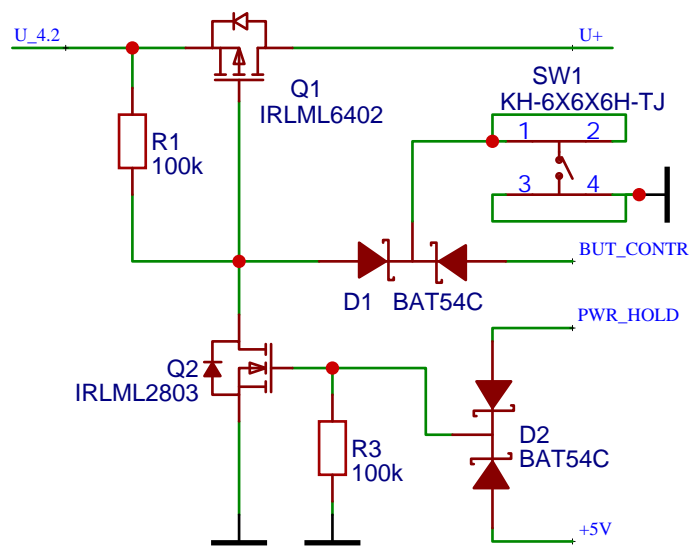 U_4.2
U+
SW1
KH-6X6X6H-TJ
Q1
IRLML6402
1 2
R1
100k
3 4
BUT_CONTR
D1 BAT54C
PWR_HOLD
Q2
IRLML2803
D2
BAT54C
R3
100k
+5V